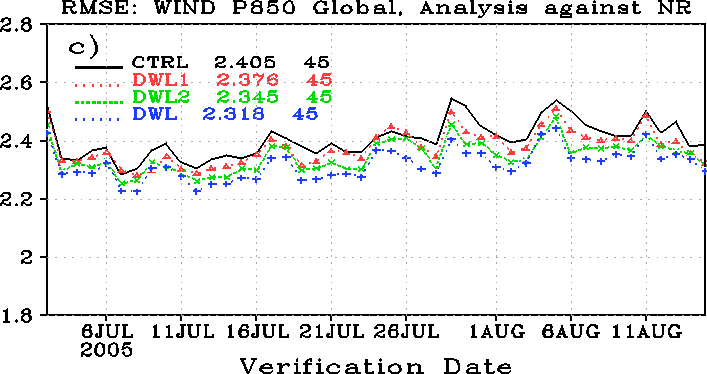 RMSE: WIND P850 Global, Analysis against NR
c)
CTRL 2.405 45
DWL1 2.376 45
DWL2 2.345 45
DWL 2.318 45
2.8
2.6
2.4
2.2
2
1.8
6JUL 11JUL 16JUL 21JUL 26JUL 1AUG 6AUG 11AUG
2005
Verification Date